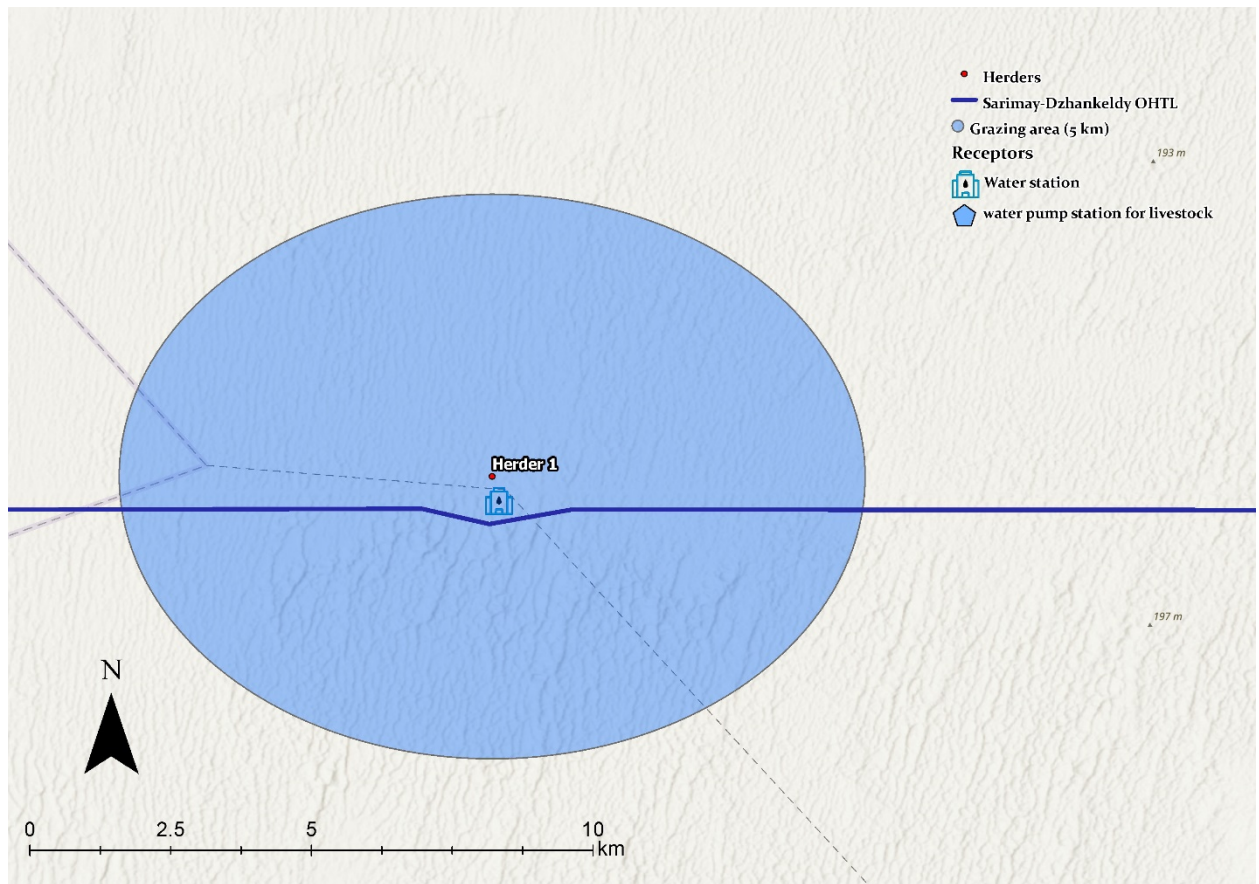 Herders
Sarimay-Dzhankeldy OHTL
Grazing area (5 km)
Receptors
Water station
water pump station for livestock
193 m
Herder 1
197 m
N
0 2.5 5 10
km